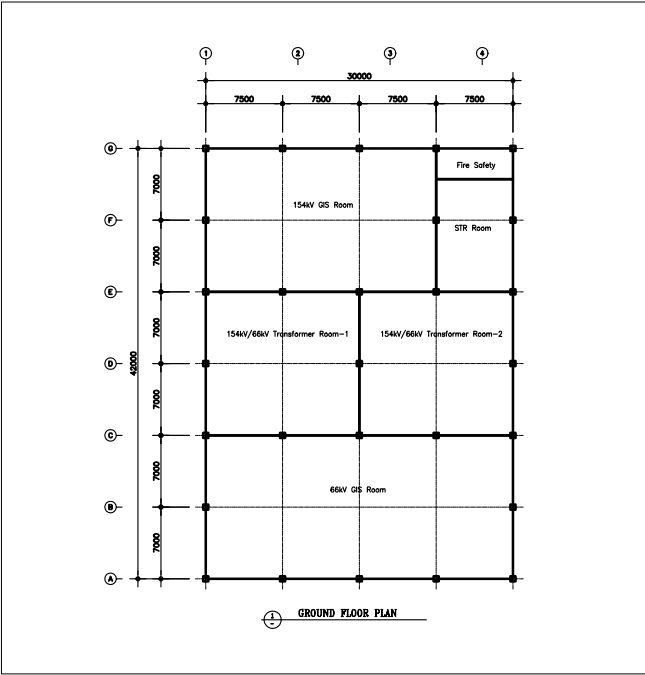 1 2 3 4
30000
7500 7500 7500 7500
G
Fire Safety
7000
154kV GIS Room
F
STR Room
7000
E
7000
154kV/66kV Transformer Room-1 154kV/66kV Transformer Room-2
42000
D
7000
C
7000
66kV GIS Room
B
7000
A
1
-
GROUND FLOOR PLAN